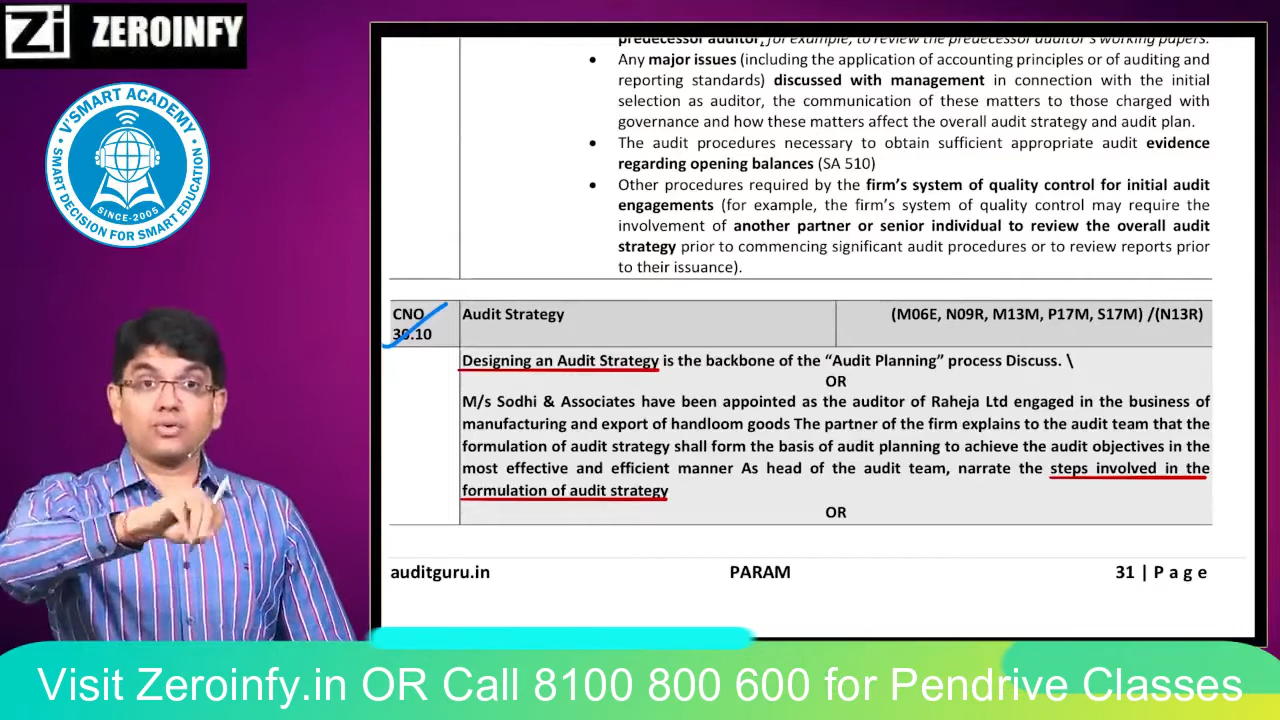 Zi ZEROINFY
V'SMART ACADEMY
SMART DECISION FOR SMART EDUCATION
SINCE-2005
predecessor auditor, for example, to review the predecessor auditor's working papers.
• Any major issues (including the application of accounting principles or of auditing and
reporting standards) discussed with management in connection with the initial
selection as auditor, the communication of these matters to those charged with
governance and how these matters affect the overall audit strategy and audit plan.
• The audit procedures necessary to obtain sufficient appropriate audit evidence
regarding opening balances (SA 510)
• Other procedures required by the firm's system of quality control for initial audit
engagements (for example, the firm's system of quality control may require the
involvement of another partner or senior individual to review the overall audit
strategy prior to commencing significant audit procedures or to review reports prior
to their issuance).
CNO Audit Strategy (M06E, N09R, M13M, P17M, S17M) /(N13R)
30.10
Designing an Audit Strategy is the backbone of the “Audit Planning” process Discuss. \
OR
M/s Sodhi & Associates have been appointed as the auditor of Raheja Ltd engaged in the business of
manufacturing and export of handloom goods The partner of the firm explains to the audit team that the
formulation of audit strategy shall form the basis of audit planning to achieve the audit objectives in the
most effective and efficient manner As head of the audit team, narrate the steps involved in the
formulation of audit strategy
OR
auditguru.in PARAM 31 | P a g e
Visit Zeroinfy.in OR Call 8100 800 600 for Pendrive Classes